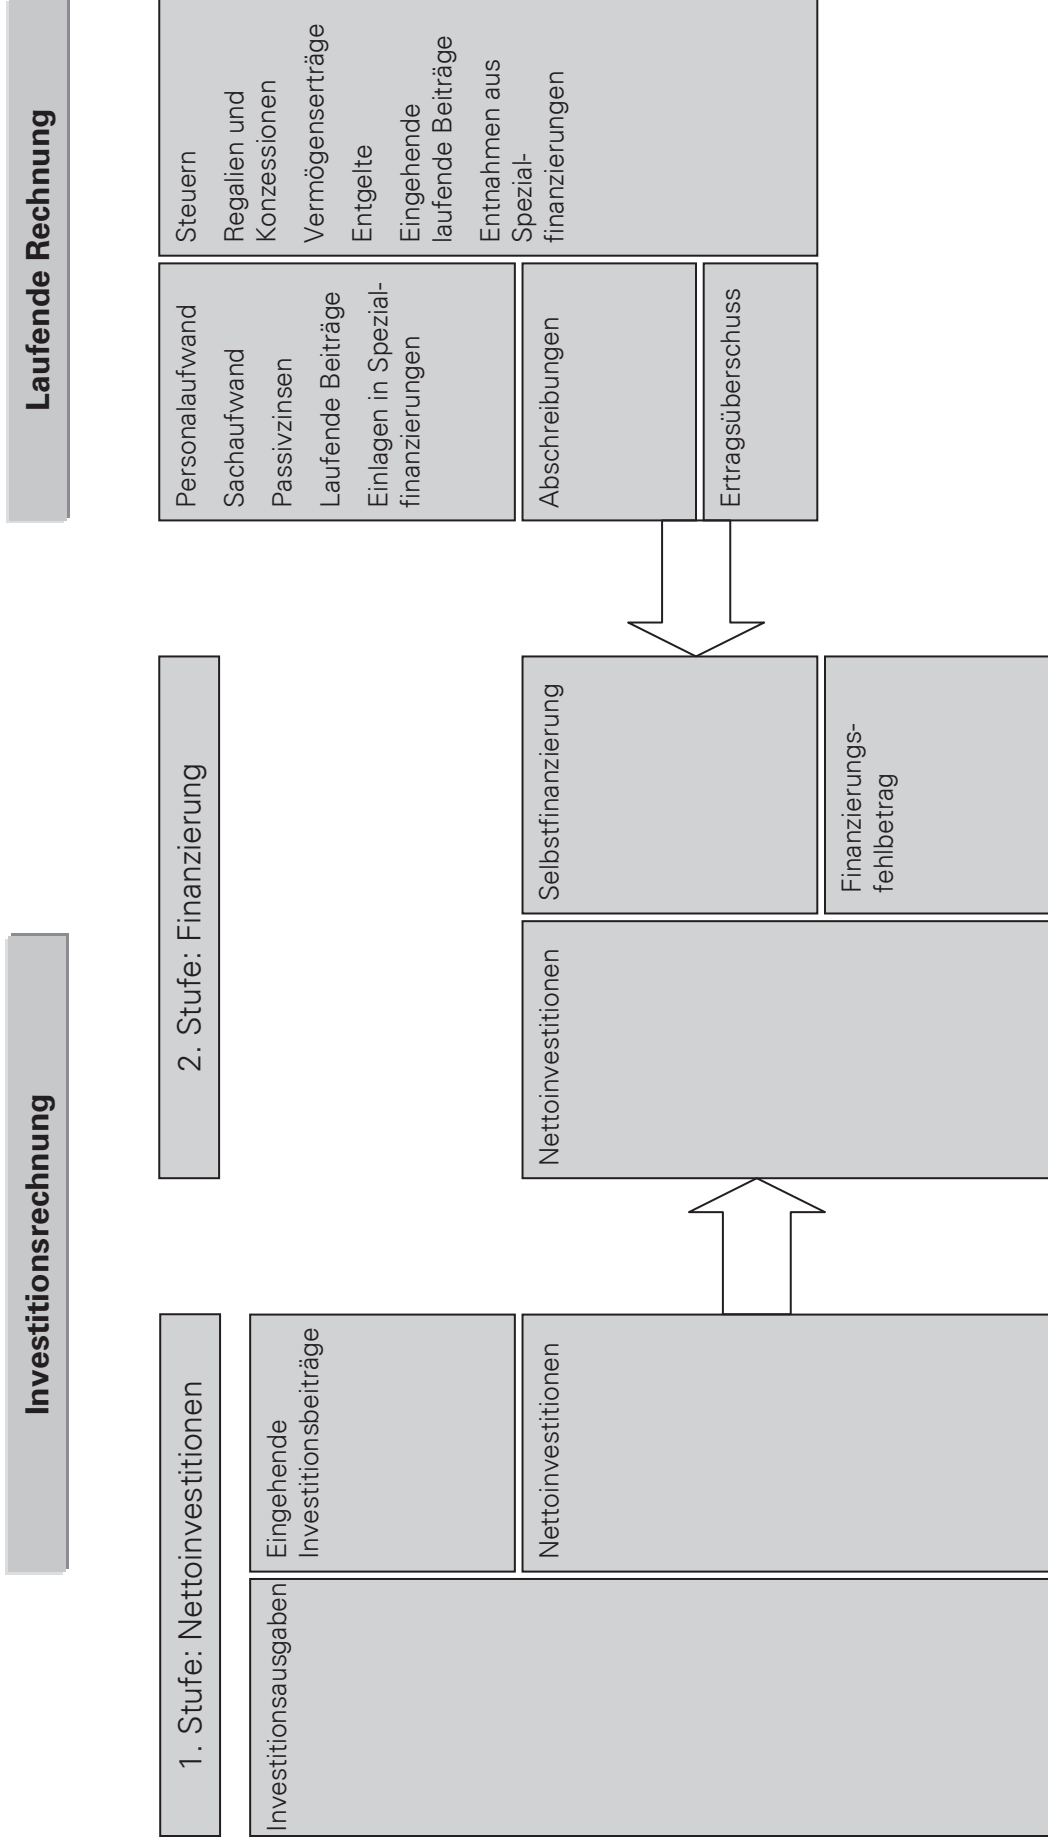 Investitionsrechnung
Laufende Rechnung
1. Stufe: Nettoinvestitionen
2. Stufe: Finanzierung
Investitionsausgaben
Eingehende
Investitionsbeiträge
Nettoinvestitionen
Nettoinvestitionen
Selbstfinanzierung
Finanzierungs-
fehlbetrag
Personalaufwand
Sachaufwand
Passivzinsen
Laufende Beiträge
Einlagen in Spezial-
finanzierungen
Abschreibungen
Ertragsüberschuss
Steuern
Regalien und
Konzessionen
Vermögenserträge
Entgelte
Eingehende
laufende Beiträge
Entnahmen aus
Spezial-
finanzierungen